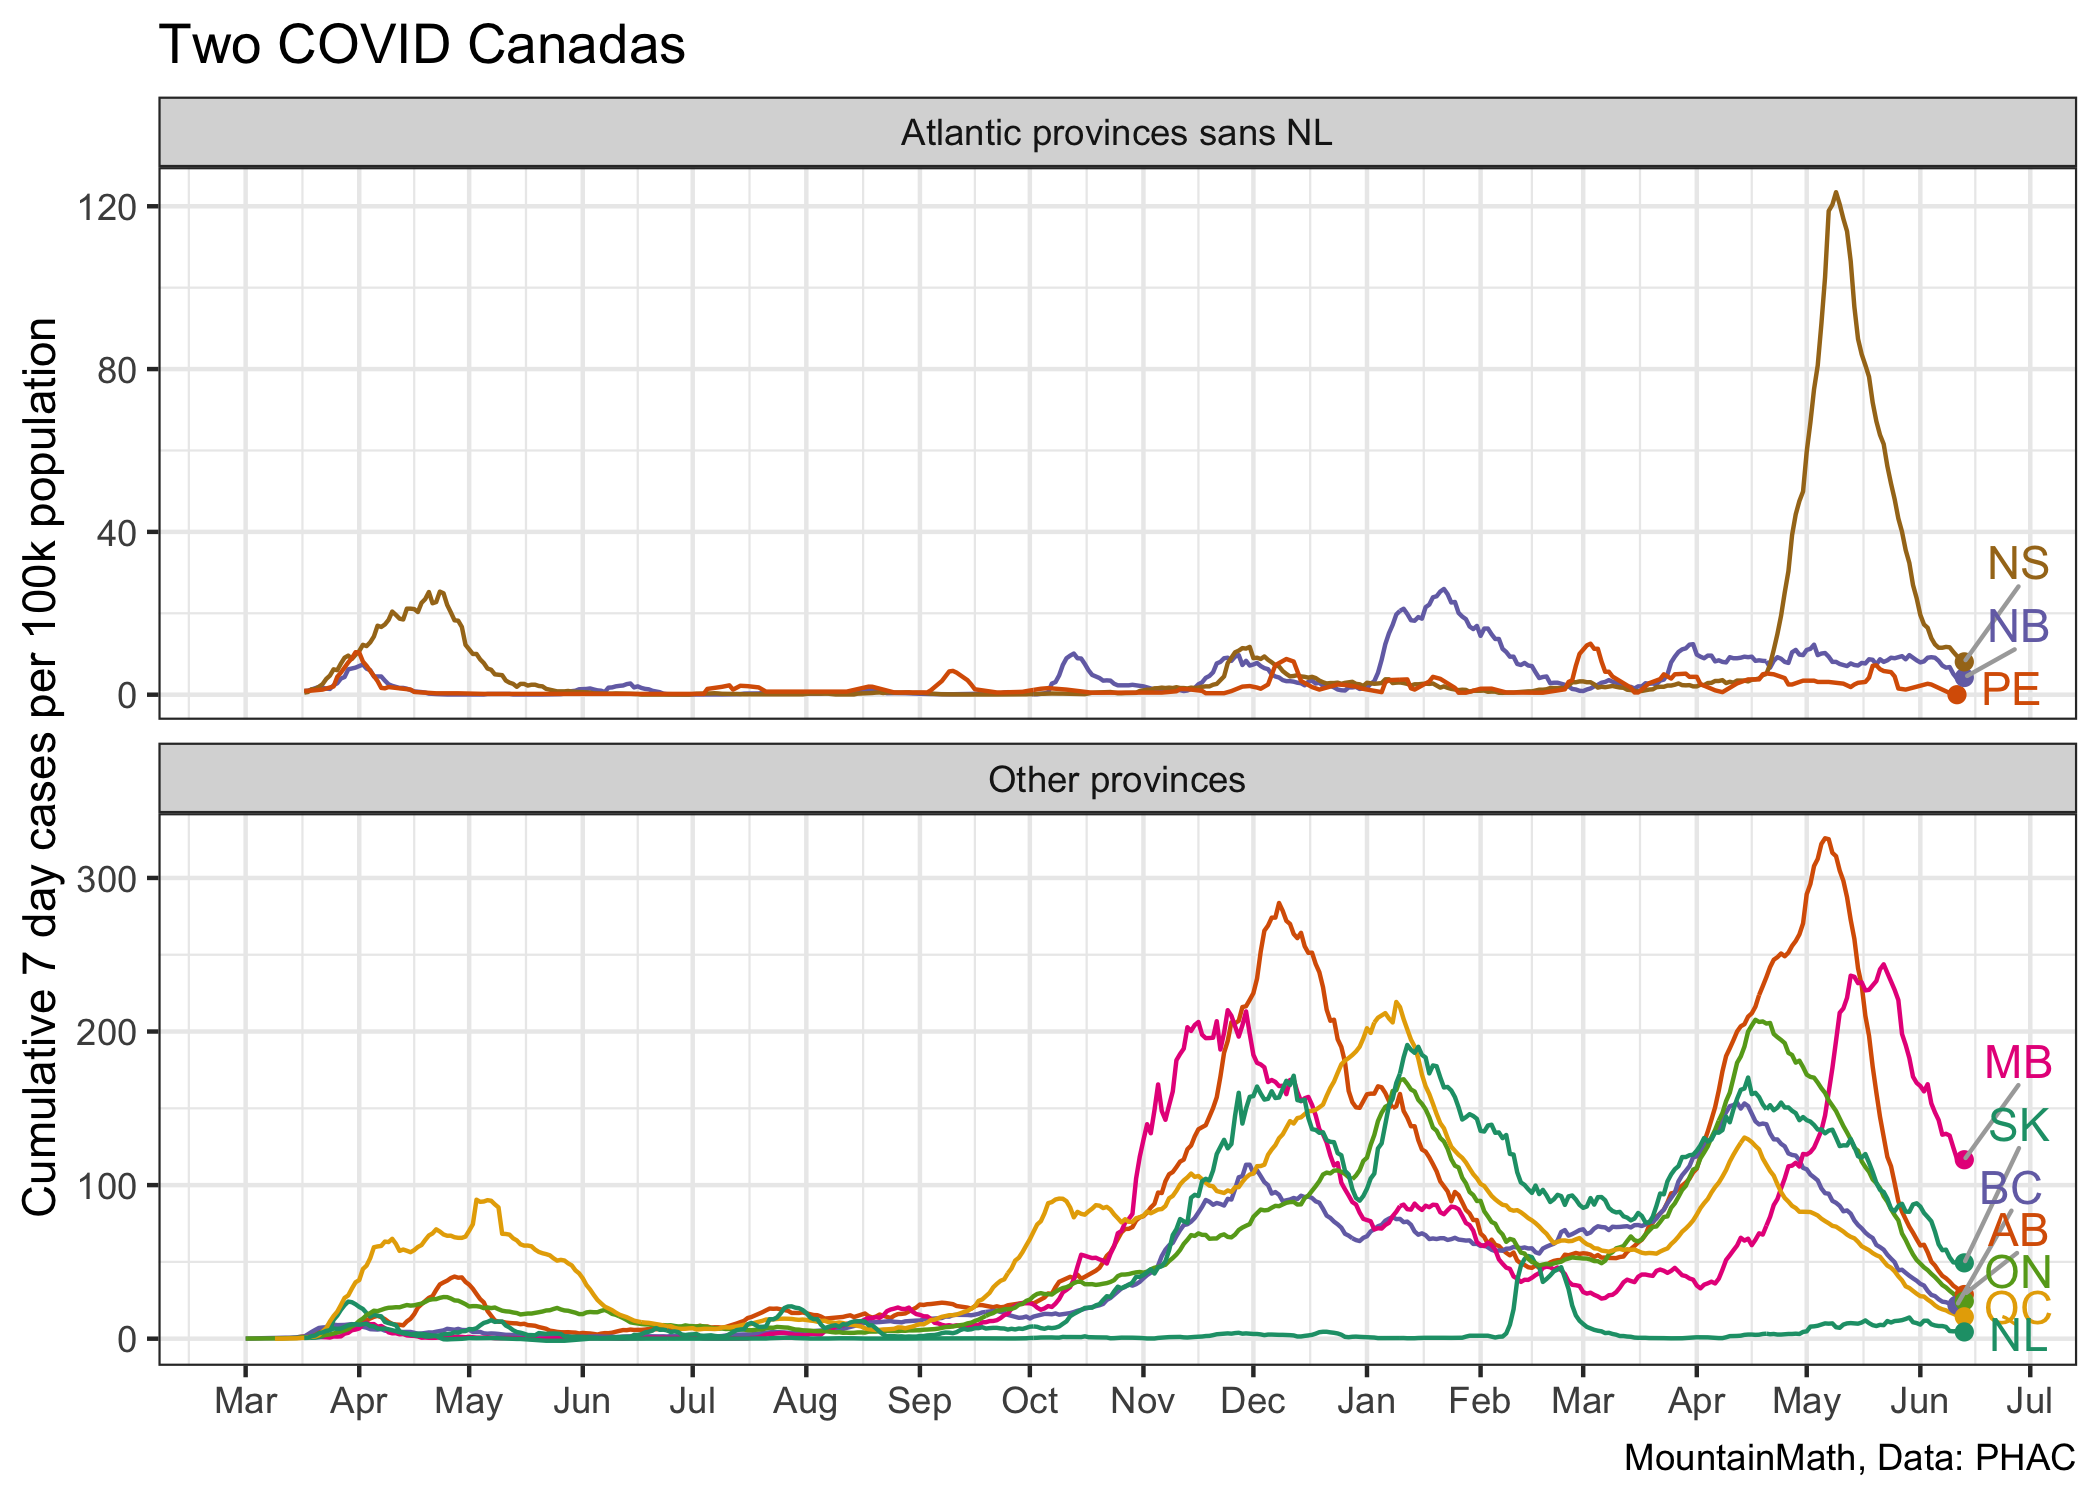 Two COVID Canadas
Atlantic provinces sans NL
120
80
40
0
NS
NB
PE
Cumulative 7 day cases per 100k population
Other provinces
300
200
100
0
MB
SK
BC
AB
ON
QC
NL
Mar Apr May Jun Jul Aug Sep Oct Nov Dec Jan Feb Mar Apr May Jun Jul
MountainMath, Data: PHAC